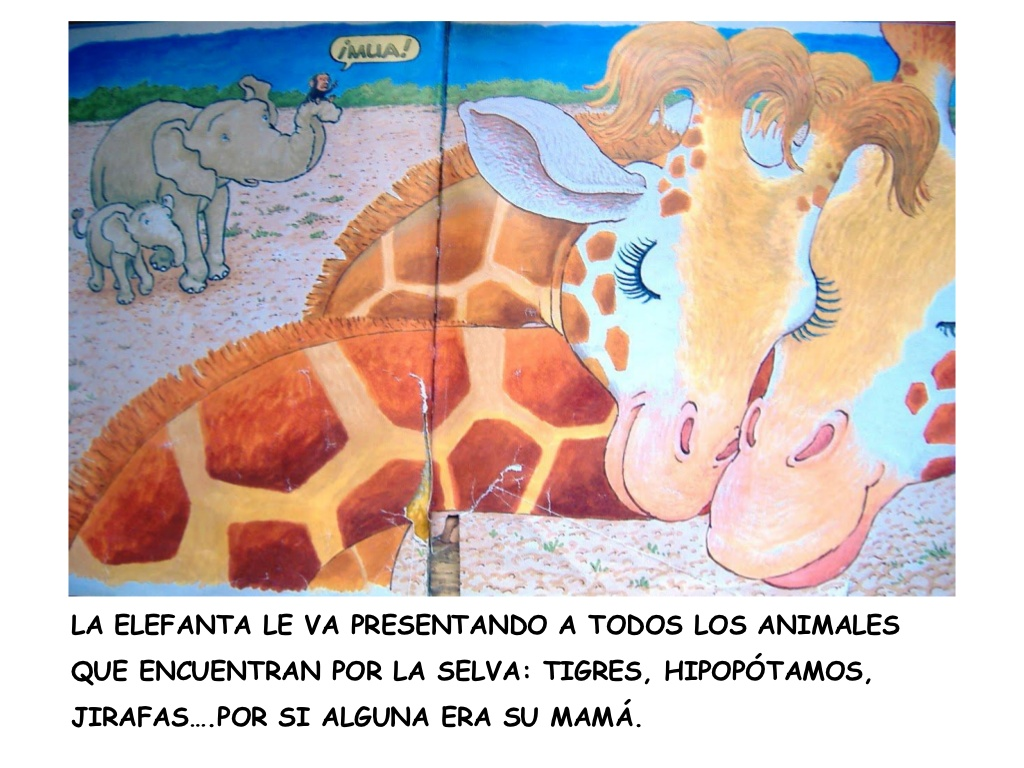 ¡MUA!
LA ELEFANTA LE VA PRESENTANDO A TODOS LOS ANIMALES
QUE ENCUENTRAN POR LA SELVA: TIGRES, HIPOPÓTAMOS,
JIRAFAS….POR SI ALGUNA ERA SU MAMÁ.